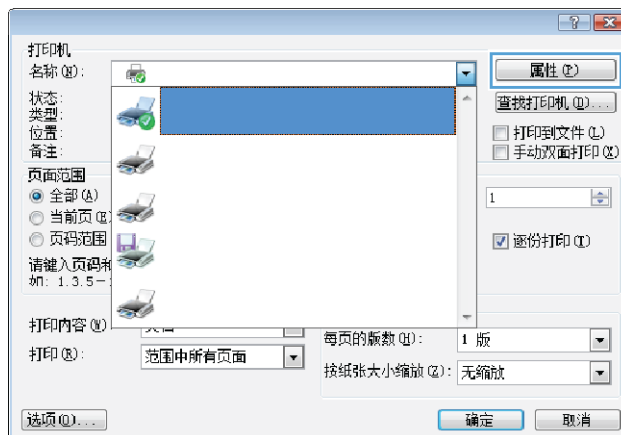 打印机
名称(N):
属性(P)
状态:
类型:
查找打印机(D)...
位置:
打印到文件(L)
备注:
手动双面打印(X)
页面范围
全部(A)
1
当前页(E)
页码范围
逐份打印(T)
请键入页码和
如: 1.3.5-
打印内容(W):
每页的版数(H):
1 版
打印(R):
范围中所有页面
按纸张大小缩放(Z):
无缩放
选项(O)...
确定
取消